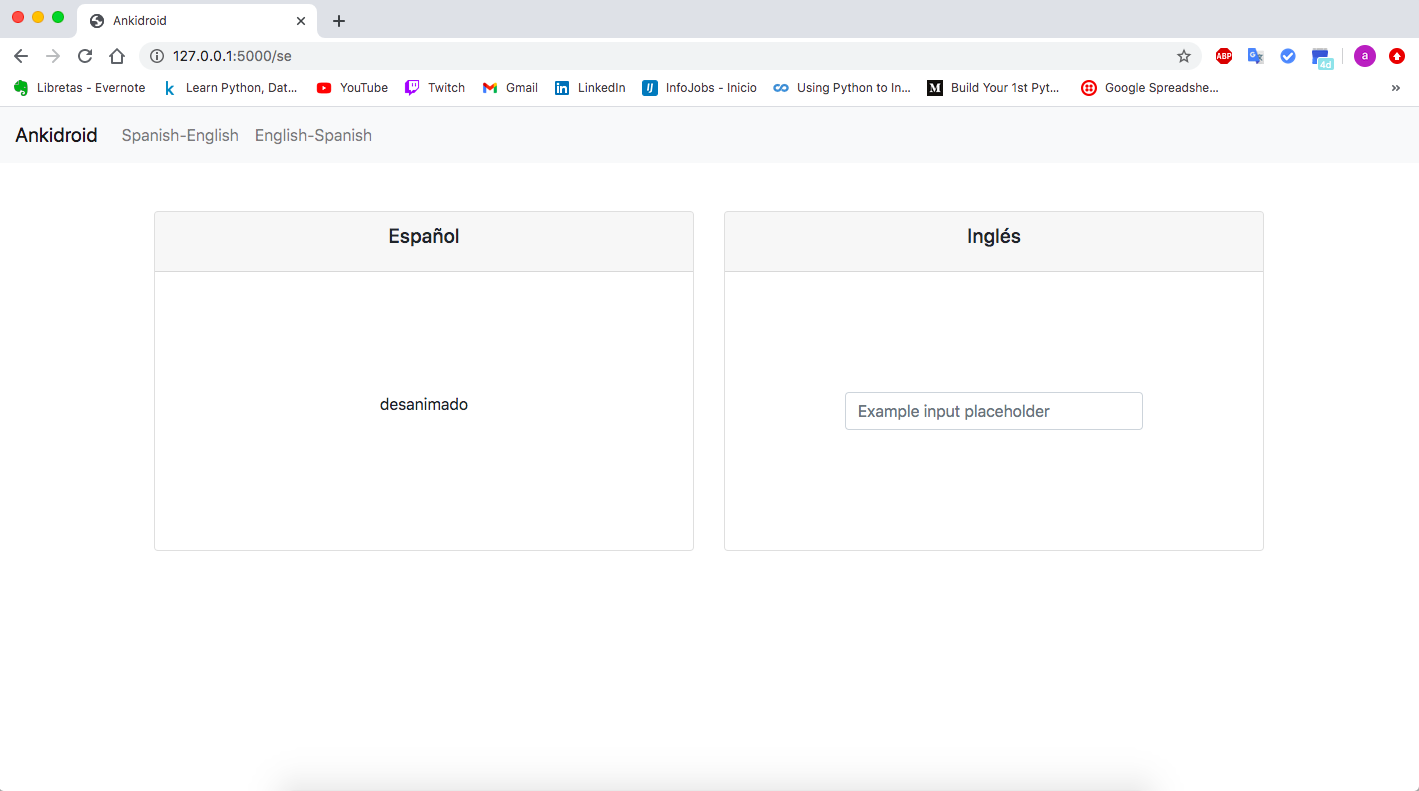 Ankidroid
127.0.0.1:5000/se
ABP
4d
a
Libretas - Evernote
Learn Python, Dat...
YouTube
Twitch
Gmail
LinkedIn
InfoJobs - Inicio
Using Python to In...
Build Your 1st Pyt...
Google Spreadshe...
Ankidroid
Spanish-English
English-Spanish
Español
Inglés
desanimado
Example input placeholder